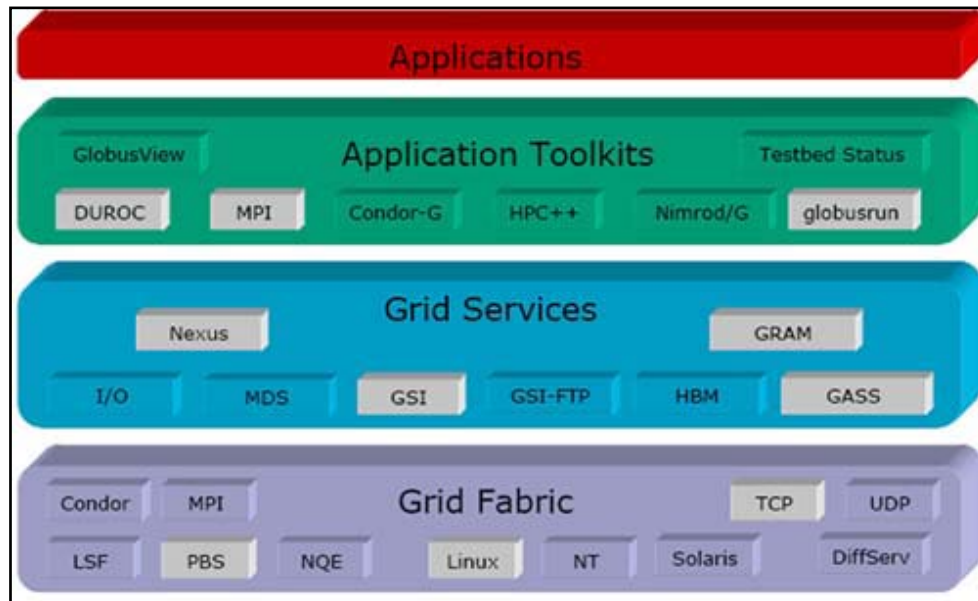 Applications
GlobusView Application Toolkits Testbed Status
DUROC MPI Condor-G HPC++ Nimrod/G globusrun
Grid Services
Nexus GRAM
I/O MDS GSI GSI-FTP HBM GASS
Condor MPI Grid Fabric TCP UDP
LSF PBS NQE Linux NT Solaris DiffServ